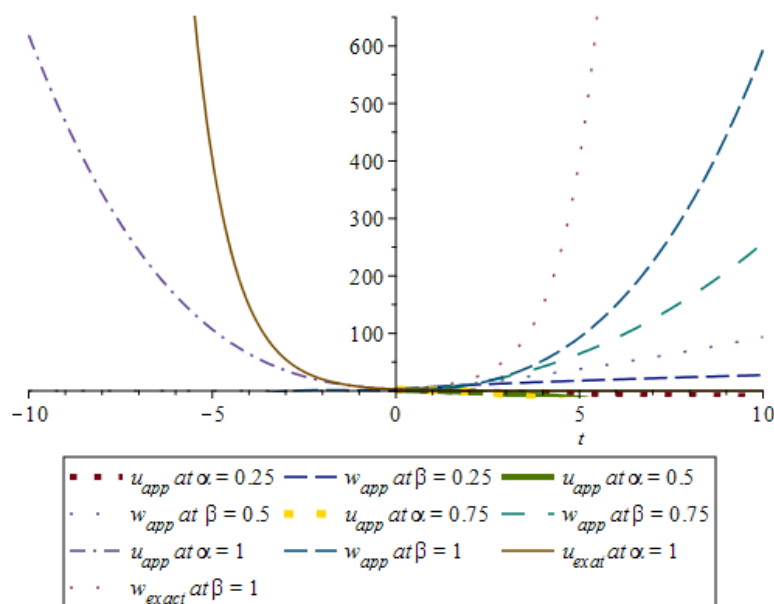 600
500
400
300
200
100
−10 −5 0 5 10
t
u_app at α = 0.25 w_app at β = 0.25 u_app at α = 0.5
w_app at β = 0.5 u_app at α = 0.75 w_app at β = 0.75
u_app at α = 1 w_app at β = 1 u_exat at α = 1
w_exact at β = 1